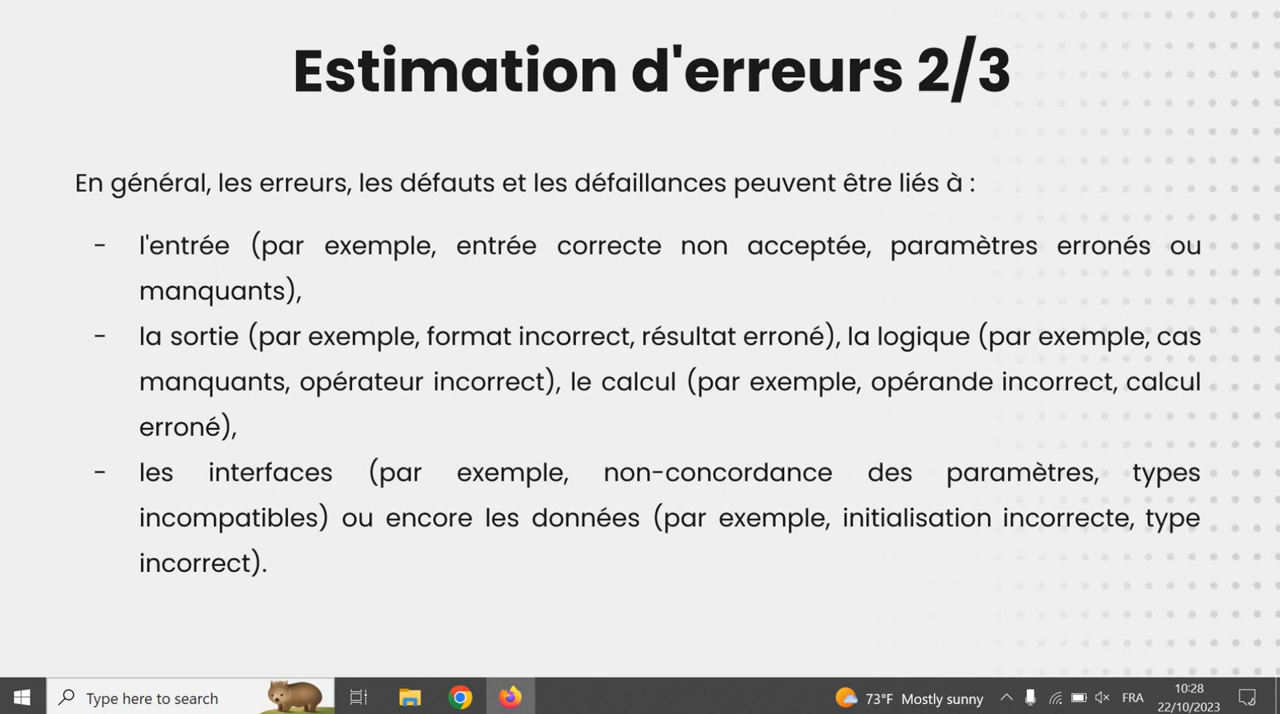 Estimation d'erreurs 2/3
En général, les erreurs, les défauts et les défaillances peuvent être liés à :
- l'entrée (par exemple, entrée correcte non acceptée, paramètres erronés ou
manquants),
- la sortie (par exemple, format incorrect, résultat erroné), la logique (par exemple, cas
manquants, opérateur incorrect), le calcul (par exemple, opérande incorrect, calcul
erroné),
- les interfaces (par exemple, non-concordance des paramètres, types
incompatibles) ou encore les données (par exemple, initialisation incorrecte, type
incorrect).
Type here to search
73°F Mostly sunny
FRA
10:28
22/10/2023